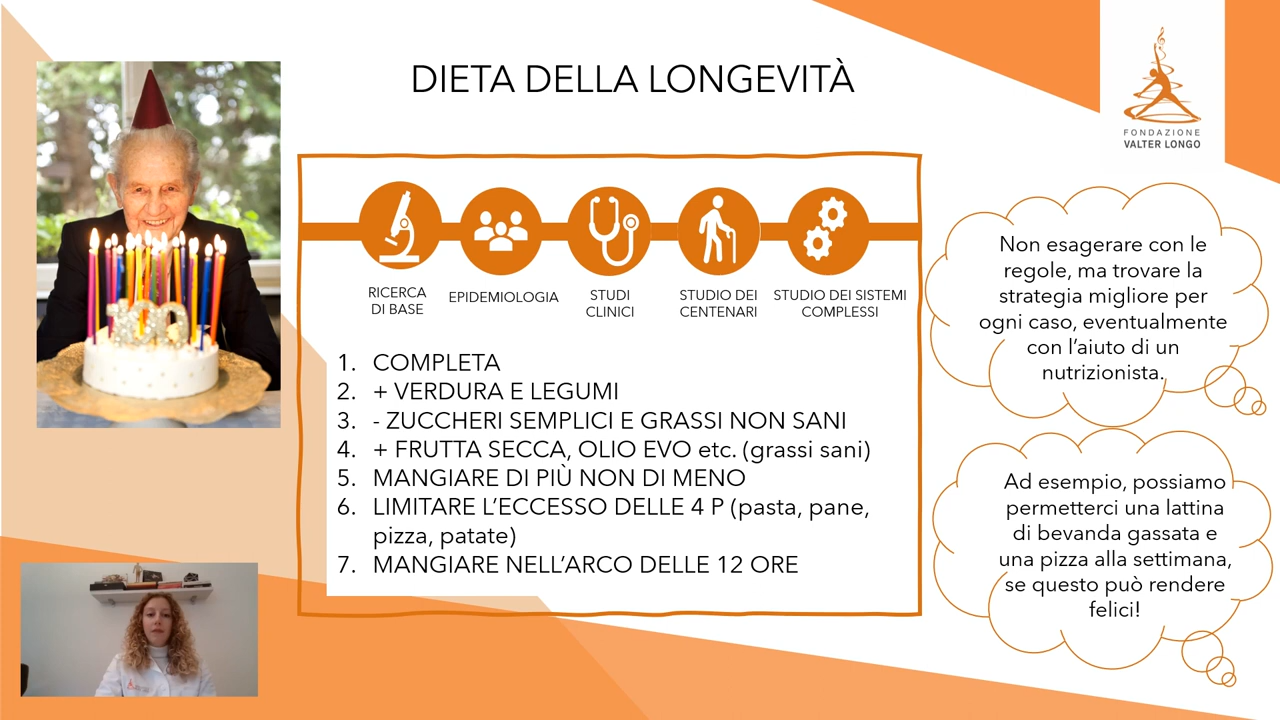 DIETA DELLA LONGEVITÀ
FONDAZIONE
VALTER LONGO
RICERCA
DI BASE
EPIDEMIOLOGIA
STUDI
CLINICI
STUDIO DEI
CENTENARI
STUDIO DEI SISTEMI
COMPLESSI
1. COMPLETA
2. + VERDURA E LEGUMI
3. - ZUCCHERI SEMPLICI E GRASSI NON SANI
4. + FRUTTA SECCA, OLIO EVO etc. (grassi sani)
5. MANGIARE DI PIÙ NON DI MENO
6. LIMITARE L'ECCESSO DELLE 4 P (pasta, pane,
pizza, patate)
7. MANGIARE NELL'ARCO DELLE 12 ORE
Non esagerare con le
regole, ma trovare la
strategia migliore per
ogni caso, eventualmente
con l'aiuto di un
nutrizionista.
Ad esempio, possiamo
permetterci una lattina
di bevanda gassata e
una pizza alla settimana,
se questo può rendere
felici!
100